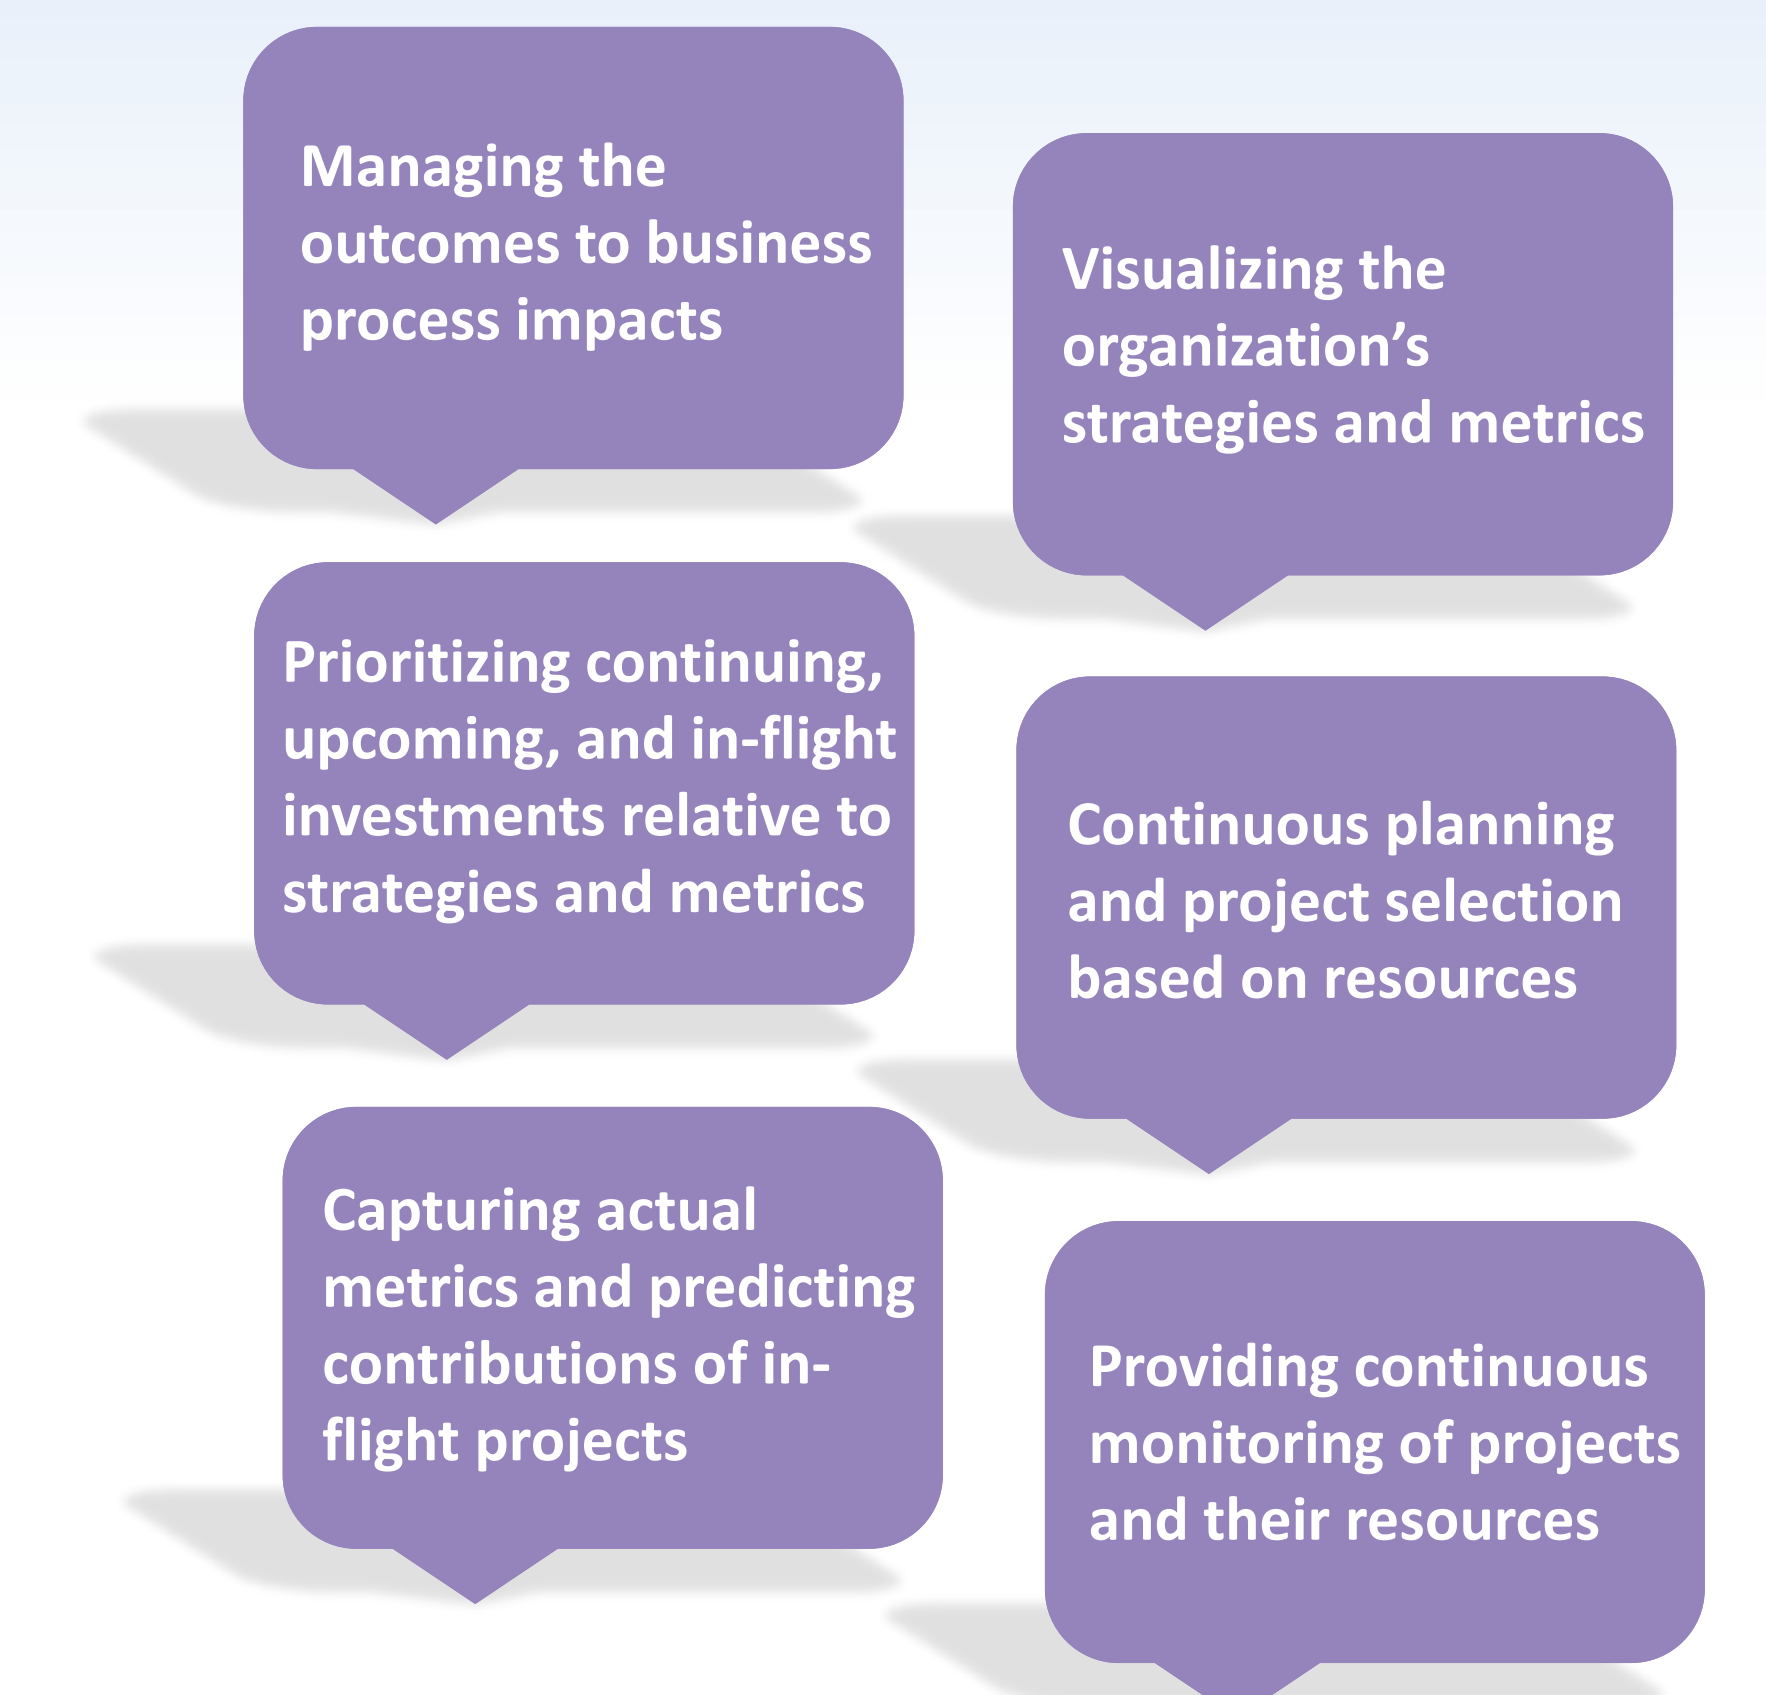 Managing the
outcomes to business
process impacts
Visualizing the
organization’s
strategies and metrics
Prioritizing continuing,
upcoming, and in-flight
investments relative to
strategies and metrics
Continuous planning
and project selection
based on resources
Capturing actual
metrics and predicting
contributions of in-
flight projects
Providing continuous
monitoring of projects
and their resources